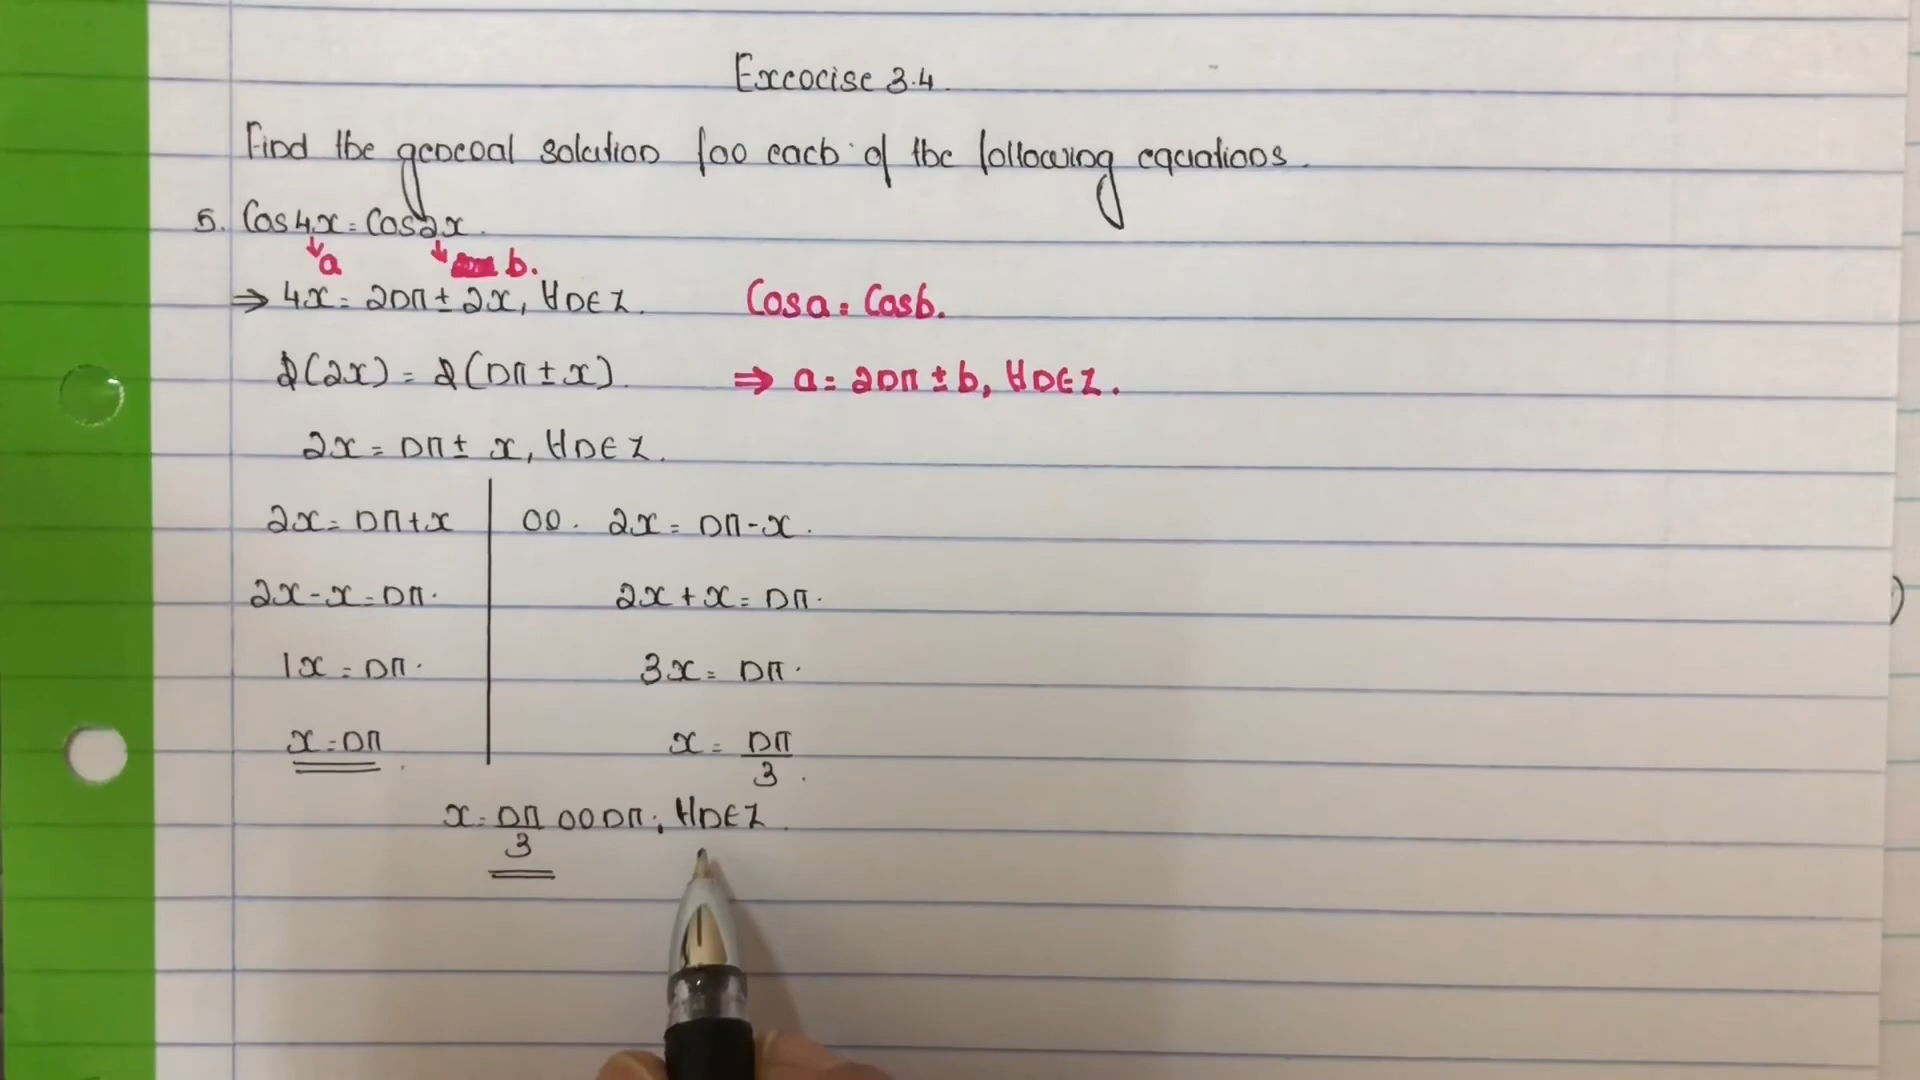 Exercise 3.4.
Find the general solution for each of the following equations.
5. Cos4x = Cos2x.
a b.
⇒ 4x = 2nπ ± 2x, ∀n∈Z. Cosa = Cosb.
2(2x) = 2(nπ ± x). ⇒ a = 2nπ ± b, ∀n∈Z.
2x = nπ ± x, ∀n∈Z.
2x = nπ+x or. 2x = nπ-x.
2x-x = nπ. 2x+x = nπ.
1x = nπ. 3x = nπ.
x = nπ. x = nπ/3.
x = nπ/3 or nπ, ∀n∈Z.